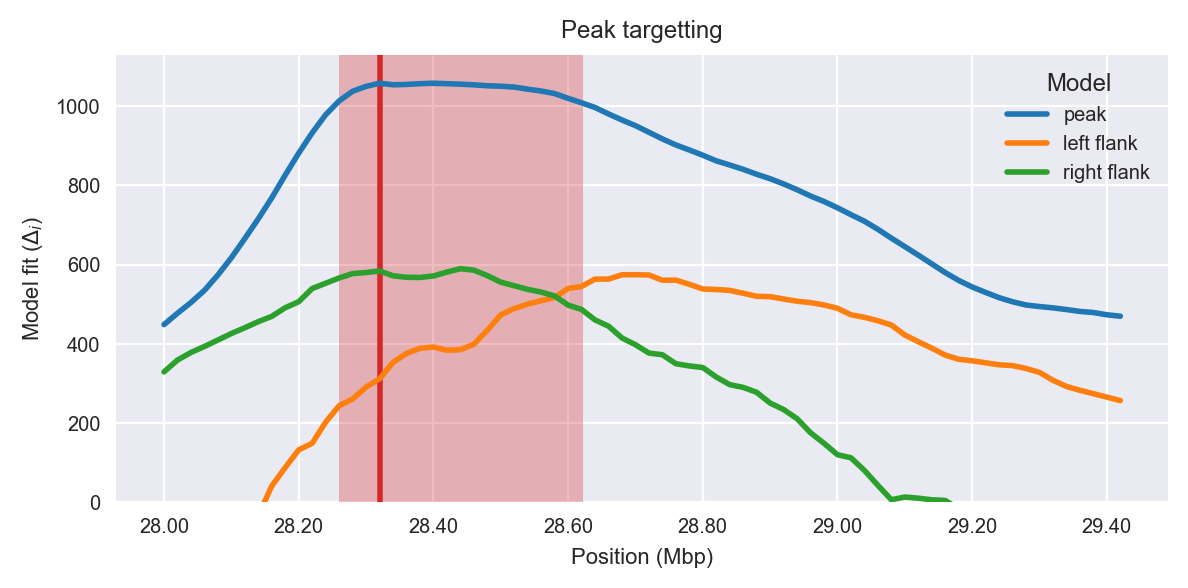 Peak targetting
Model fit (Δᵢ)
1000
800
600
400
200
0
Model
peak
left flank
right flank
28.00 28.20 28.40 28.60 28.80 29.00 29.20 29.40
Position (Mbp)